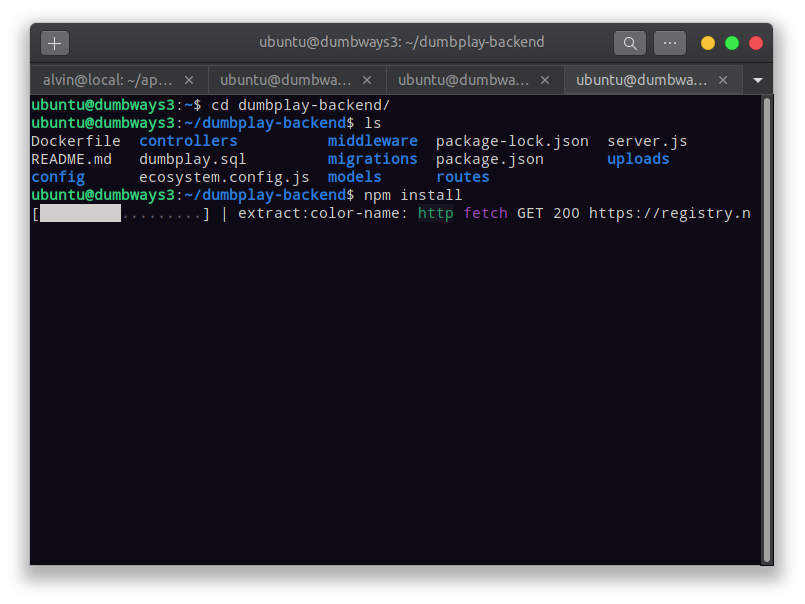 ubuntu@dumbways3: ~/dumbplay-backend
alvin@local: ~/ap... × ubuntu@dumbwa... × ubuntu@dumbwa... × ubuntu@dumbwa... ×
ubuntu@dumbways3:~$ cd dumbplay-backend/
ubuntu@dumbways3:~/dumbplay-backend$ ls
Dockerfile  controllers          middleware  package-lock.json  server.js
README.md   dumbplay.sql         migrations  package.json       uploads
config      ecosystem.config.js  models      routes
ubuntu@dumbways3:~/dumbplay-backend$ npm install
[         .........] | extract:color-name: http fetch GET 200 https://registry.n